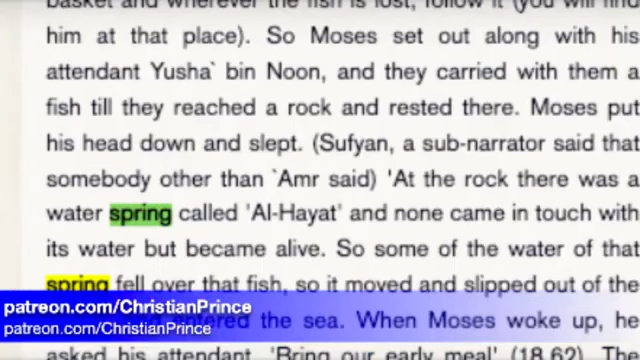 basket and wherever the fish is lost, follow it (you will find
him at that place). So Moses set out along with his
attendant Yusha` bin Noon, and they carried with them a
fish till they reached a rock and rested there. Moses put
his head down and slept. (Sufyan, a sub-narrator said that
somebody other than `Amr said) 'At the rock there was a
water spring called 'Al-Hayat' and none came in touch with
its water but became alive. So some of the water of that
spring fell over that fish, so it moved and slipped out of the
entered the sea. When Moses woke up, he
asked his attendant, 'Bring our early meal' (18.62). The
patreon.com/ChristianPrince
patreon.com/ChristianPrince